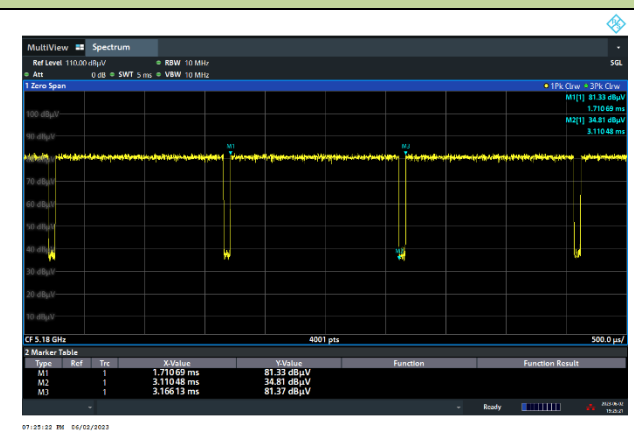 MultiView Spectrum
Ref Level 110.00 dBµV RBW 10 MHz SGL
Att 0 dB SWT 5 ms VBW 10 MHz
1 Zero Span 1Pk Clrw 3Pk Clrw
M1[1] 81.33 dBµV
1.710 69 ms
M2[1] 34.81 dBµV
3.110 48 ms
100 dBµV
90 dBµV
M1 M3
70 dBµV
60 dBµV
50 dBµV
40 dBµV
30 dBµV
20 dBµV
10 dBµV
CF 5.18 GHz 4001 pts 500.0 µs/
2 Marker Table
Type Ref Trc X-Value Y-Value Function Function Result
M1 1 1.710 69 ms 81.33 dBµV
M2 1 3.110 48 ms 34.81 dBµV
M3 1 3.166 13 ms 81.37 dBµV
Ready 2023-06-02
19:25:21
07:25:22 PM 06/02/2023